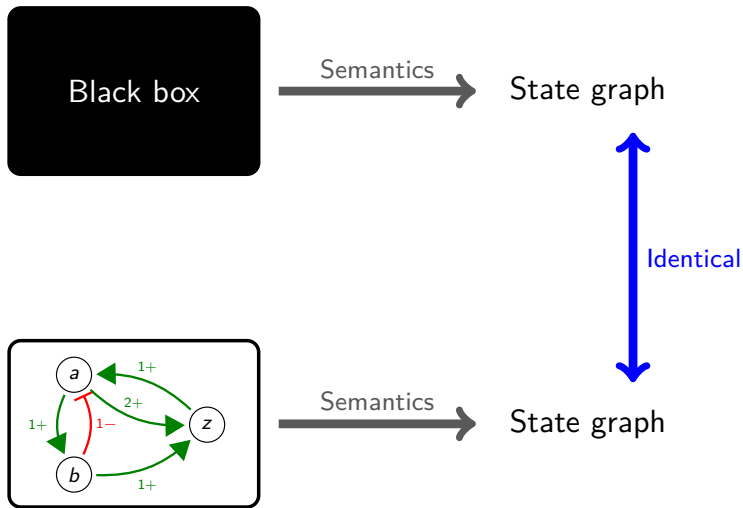 Black box
Semantics
State graph
Identical
a
1+
2+
1+
1−
z
b
1+
Semantics
State graph